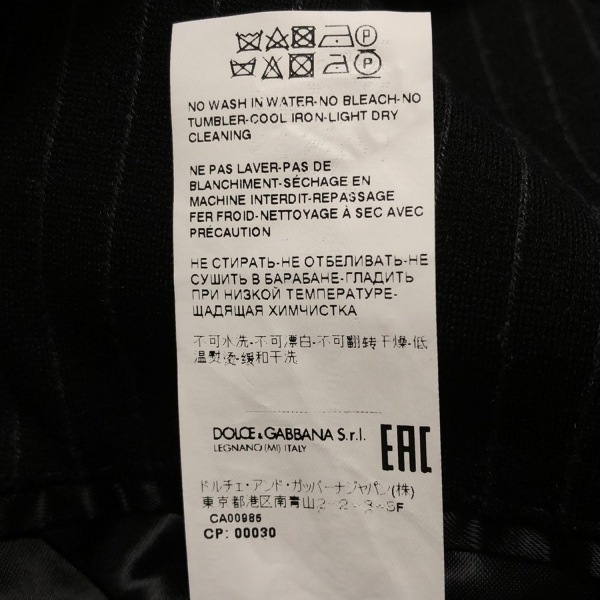 NO WASH IN WATER-NO BLEACH-NO
TUMBLER-COOL IRON-LIGHT DRY
CLEANING
NE PAS LAVER-PAS DE
BLANCHIMENT-SÉCHAGE EN
MACHINE INTERDIT-REPASSAGE
FER FROID-NETTOYAGE À SEC AVEC
PRÉCAUTION
НЕ СТИРАТЬ-НЕ ОТБЕЛИВАТЬ-НЕ
СУШИТЬ В БАРАБАНЕ-ГЛАДИТЬ
ПРИ НИЗКОЙ ТЕМПЕРАТУРЕ-
ЩАДЯЩАЯ ХИМЧИСТКА
不可水洗-不可漂白-不可翻转干燥-低
温熨烫-缓和干洗
DOLCE & GABBANA S.r.l.
LEGNANO (MI) ITALY
EAC
ドルチェ・アンド・ガッバーナジャパン(株)
東京都港区南青山2-2-3-5F
CA00985
CP: 00030